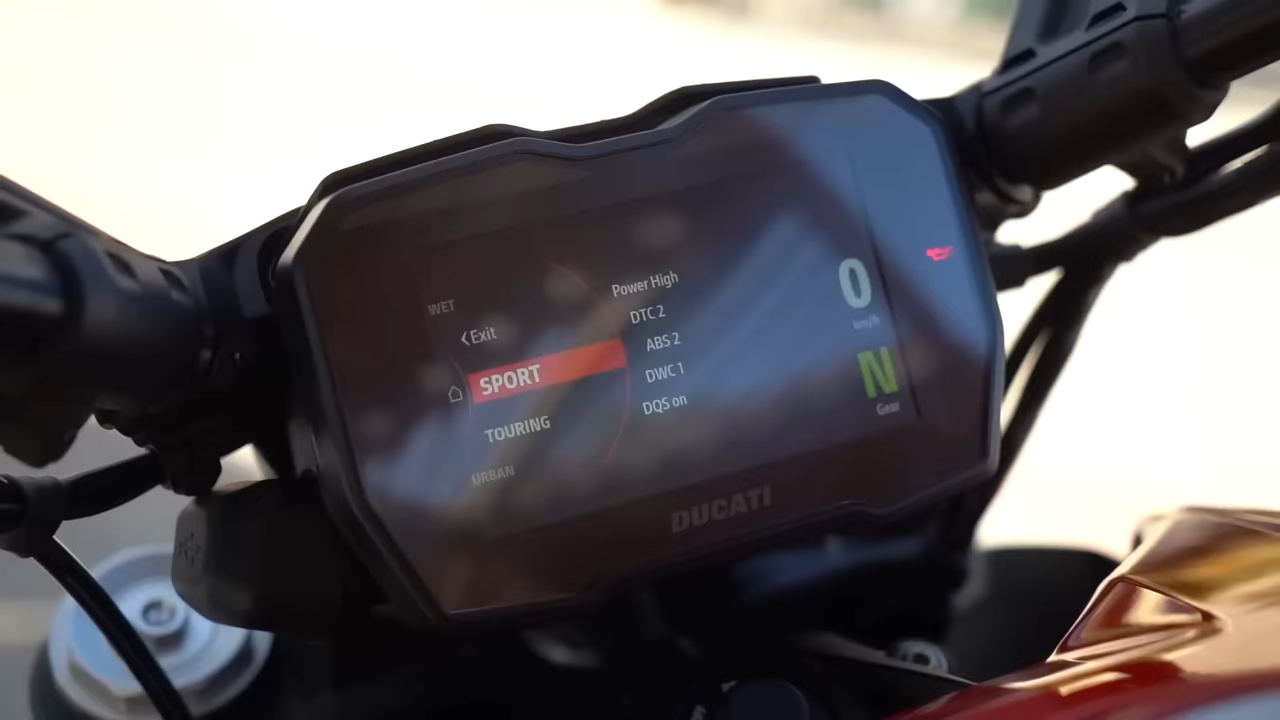 WET
‹Exit
SPORT
TOURING
URBAN
Power High
DTC 2
ABS 2
DWC 1
DQS on
0
km/h
N
Gear
DUCATI